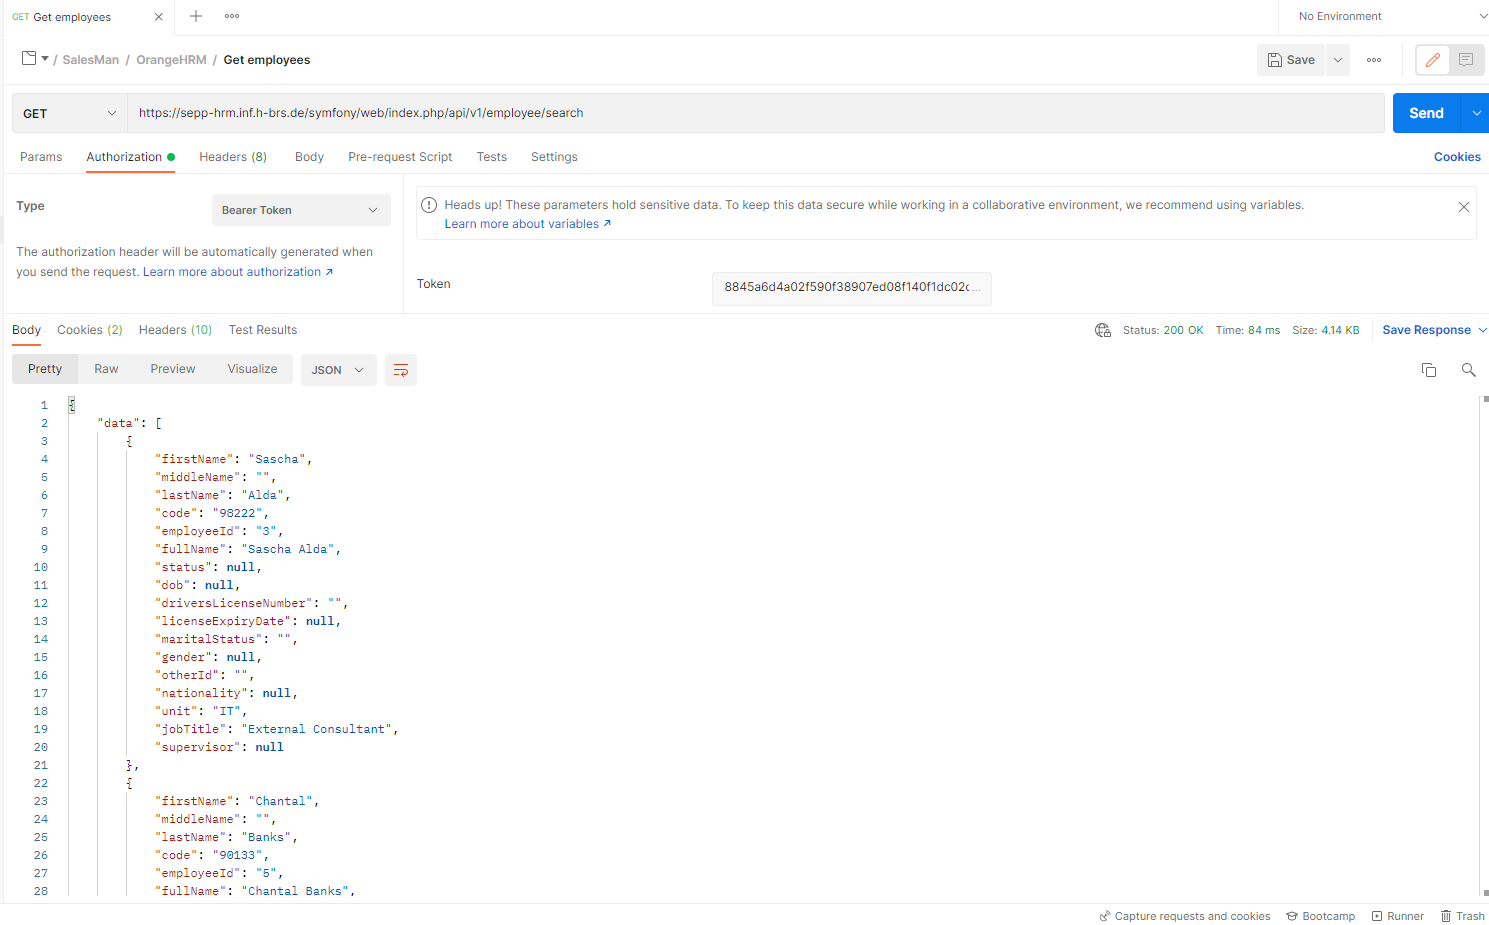 GET Get employees
No Environment
/ SalesMan / OrangeHRM / Get employees
Save
GET
https://sepp-hrm.inf.h-brs.de/symfony/web/index.php/api/v1/employee/search
Send
Params Authorization Headers (8) Body Pre-request Script Tests Settings
Cookies
Type
Bearer Token
The authorization header will be automatically generated when
you send the request. Learn more about authorization ↗
Heads up! These parameters hold sensitive data. To keep this data secure while working in a collaborative environment, we recommend using variables.
Learn more about variables ↗
Token
8845a6d4a02f590f38907ed08f140f1dc02c...
Body Cookies (2) Headers (10) Test Results
Status: 200 OK Time: 84 ms Size: 4.14 KB Save Response
Pretty Raw Preview Visualize JSON
1 {
2 "data": [
3 {
4 "firstName": "Sascha",
5 "middleName": "",
6 "lastName": "Alda",
7 "code": "98222",
8 "employeeId": "3",
9 "fullName": "Sascha Alda",
10 "status": null,
11 "dob": null,
12 "driversLicenseNumber": "",
13 "licenseExpiryDate": null,
14 "maritalStatus": "",
15 "gender": null,
16 "otherId": "",
17 "nationality": null,
18 "unit": "IT",
19 "jobTitle": "External Consultant",
20 "supervisor": null
21 },
22 {
23 "firstName": "Chantal",
24 "middleName": "",
25 "lastName": "Banks",
26 "code": "90133",
27 "employeeId": "5",
28 "fullName": "Chantal Banks",
Capture requests and cookies Bootcamp Runner Trash